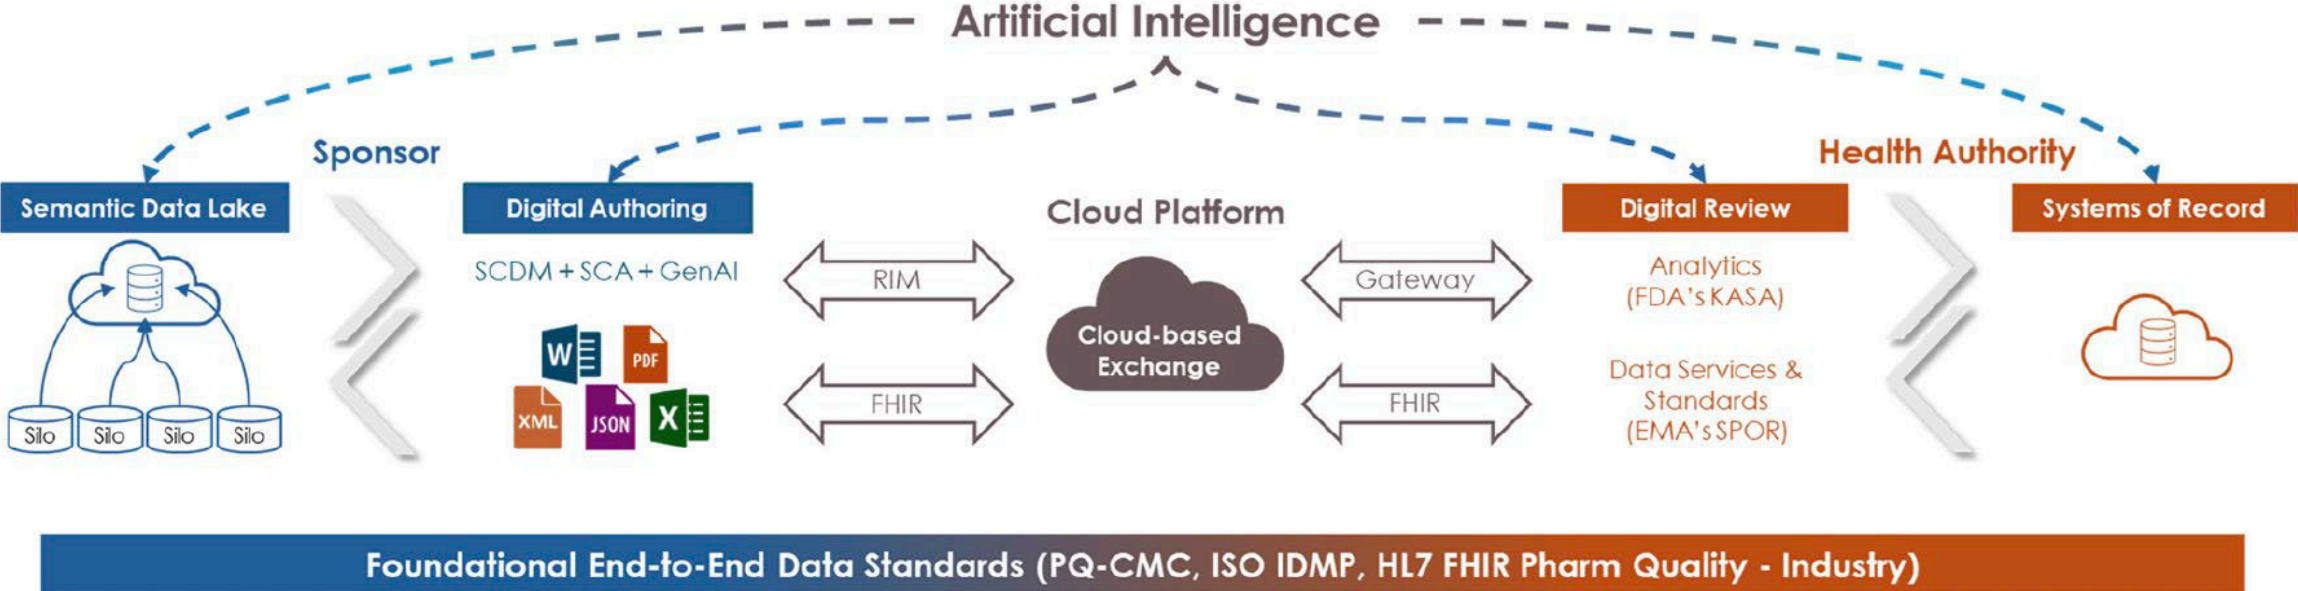 Artificial Intelligence
Sponsor
Health Authority
Semantic Data Lake
Digital Authoring
Cloud Platform
Digital Review
Systems of Record
SCDM + SCA + GenAI
RIM
Gateway
Analytics
(FDA's KASA)
W
PDF
XML
JSON
X
Cloud-based
Exchange
FHIR
FHIR
Data Services &
Standards
(EMA's SPOR)
Silo
Silo
Silo
Silo
Foundational End-to-End Data Standards (PQ-CMC, ISO IDMP, HL7 FHIR Pharm Quality - Industry)